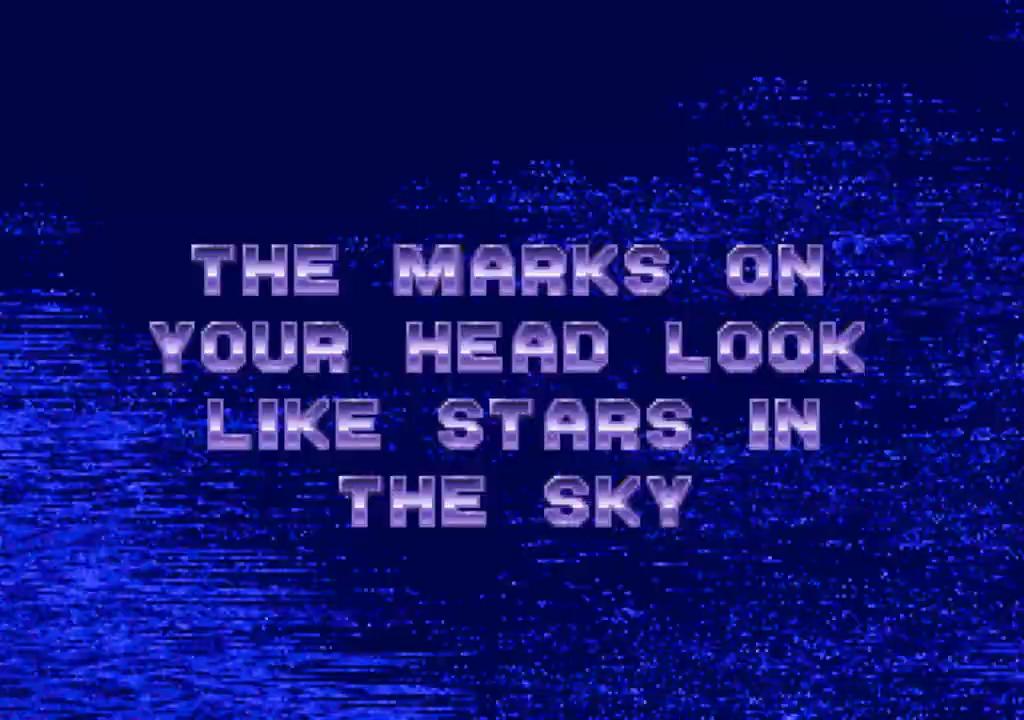 THE MARKS ON
YOUR HEAD LOOK
LIKE STARS IN
THE SKY